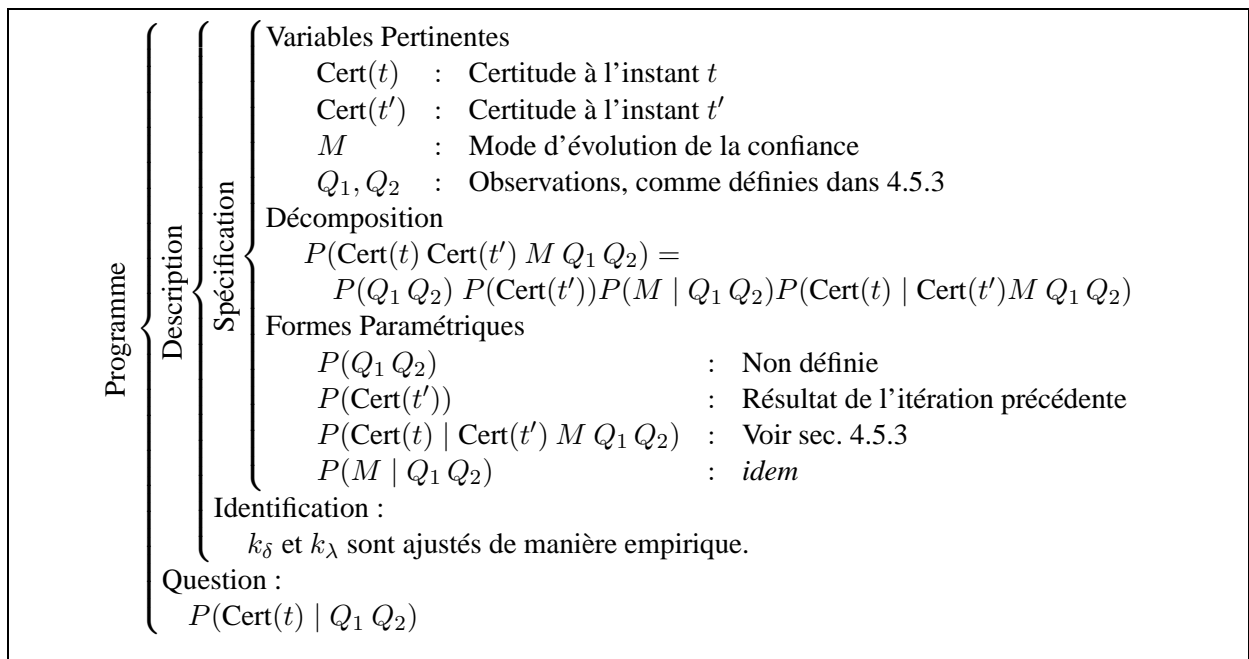 Variables Pertinentes
Cert(t) : Certitude à l'instant t
Cert(t′) : Certitude à l'instant t′
M : Mode d'évolution de la confiance
Q₁, Q₂ : Observations, comme définies dans 4.5.3
Décomposition
P(Cert(t) Cert(t′) M Q₁ Q₂) =
P(Q₁ Q₂) P(Cert(t′))P(M | Q₁ Q₂)P(Cert(t) | Cert(t′)M Q₁ Q₂)
Formes Paramétriques
P(Q₁ Q₂) : Non définie
P(Cert(t′)) : Résultat de l'itération précédente
P(Cert(t) | Cert(t′) M Q₁ Q₂) : Voir sec. 4.5.3
P(M | Q₁ Q₂) : idem
Spécification
Identification :
k_δ et k_λ sont ajustés de manière empirique.
Description
Question :
P(Cert(t) | Q₁ Q₂)
Programme